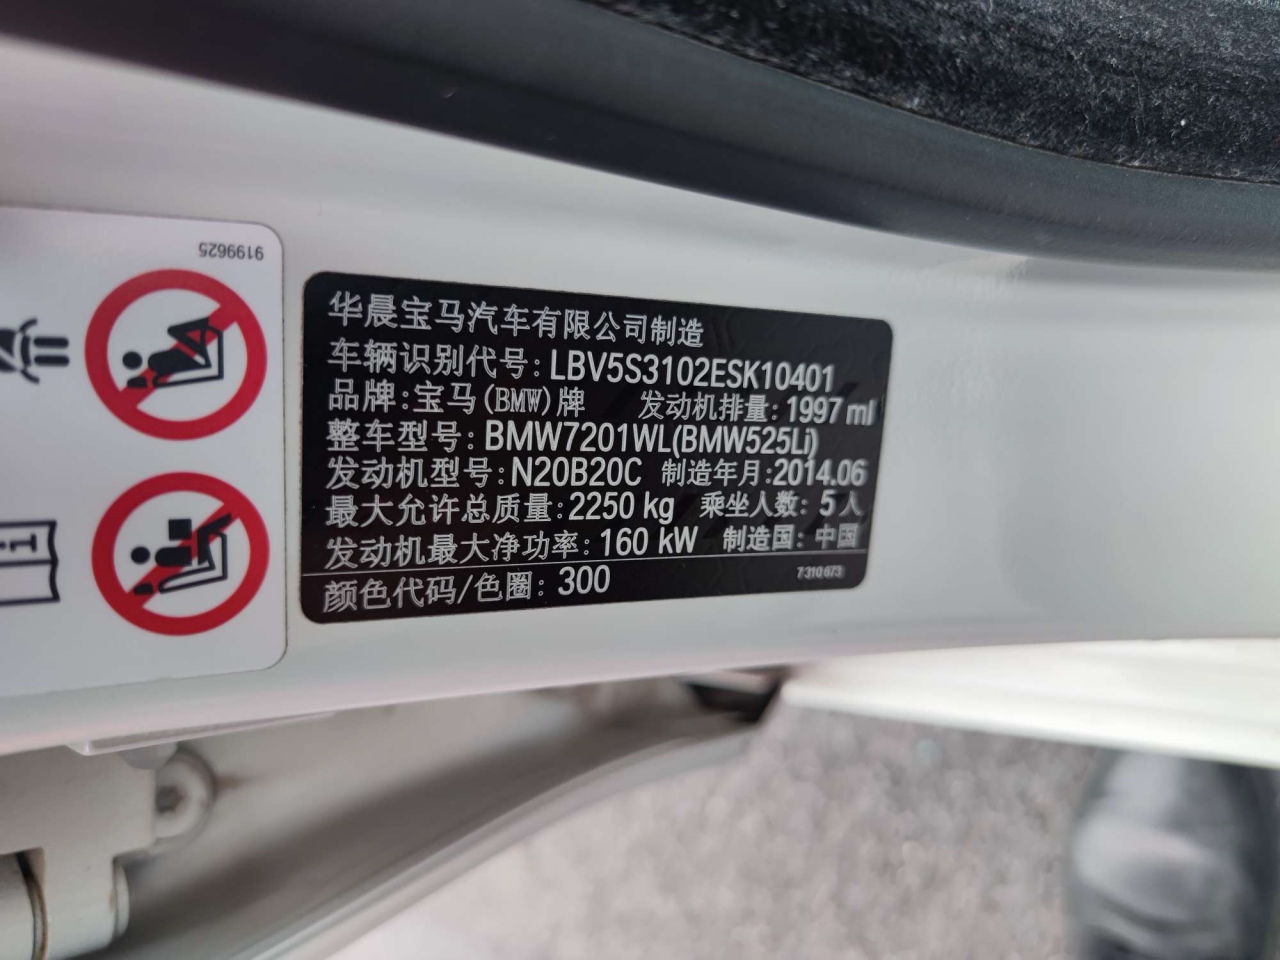 9199625
华晨宝马汽车有限公司制造
车辆识别代号: LBV5S3102ESK10401
品牌: 宝马(BMW)牌 发动机排量: 1997 ml
整车型号: BMW7201WL(BMW525Li)
发动机型号: N20B20C 制造年月: 2014.06
最大允许总质量: 2250 kg 乘坐人数: 5 人
发动机最大净功率: 160 kW 制造国: 中国
颜色代码/色圈: 300 7 310 673
i